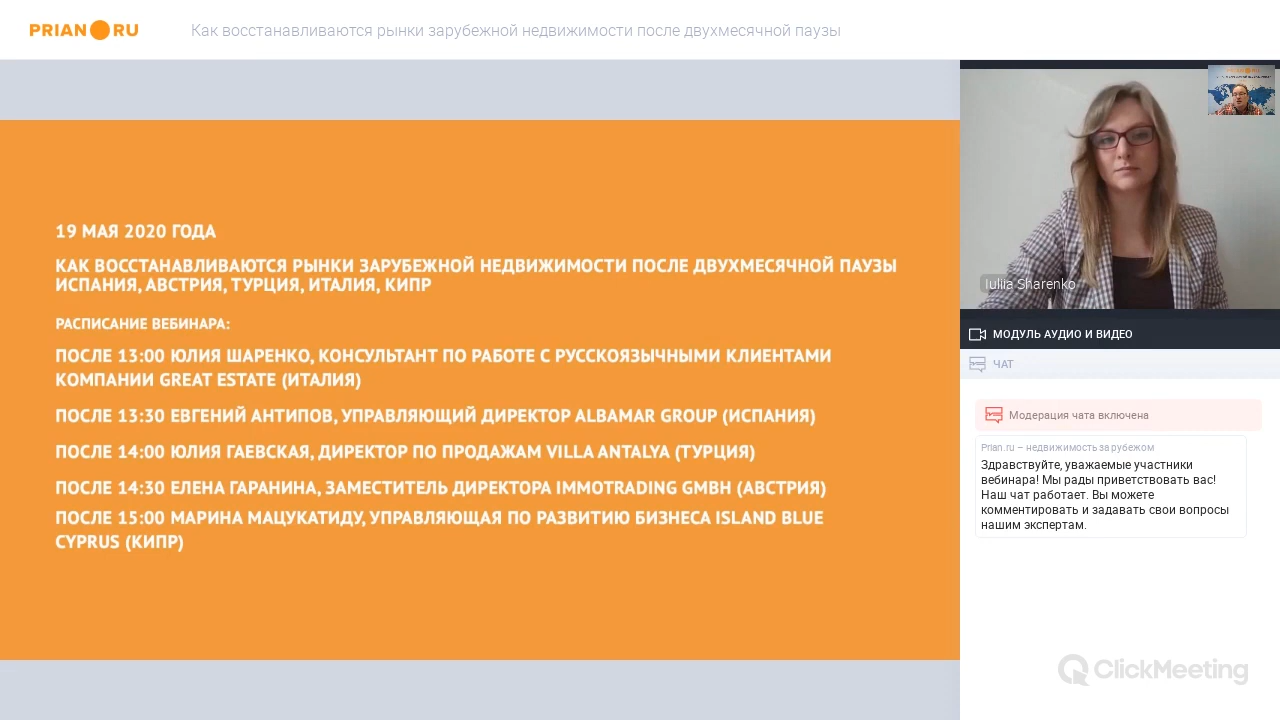 PRIAN RU
Как восстанавливаются рынки зарубежной недвижимости после двухмесячной паузы
19 МАЯ 2020 ГОДА
КАК ВОССТАНАВЛИВАЮТСЯ РЫНКИ ЗАРУБЕЖНОЙ НЕДВИЖИМОСТИ ПОСЛЕ ДВУХМЕСЯЧНОЙ ПАУЗЫ
ИСПАНИЯ, АВСТРИЯ, ТУРЦИЯ, ИТАЛИЯ, КИПР
РАСПИСАНИЕ ВЕБИНАРА:
ПОСЛЕ 13:00 ЮЛИЯ ШАРЕНКО, КОНСУЛЬТАНТ ПО РАБОТЕ С РУССКОЯЗЫЧНЫМИ КЛИЕНТАМИ
КОМПАНИИ GREAT ESTATE (ИТАЛИЯ)
ПОСЛЕ 13:30 ЕВГЕНИЙ АНТИПОВ, УПРАВЛЯЮЩИЙ ДИРЕКТОР ALBAMAR GROUP (ИСПАНИЯ)
ПОСЛЕ 14:00 ЮЛИЯ ГАЕВСКАЯ, ДИРЕКТОР ПО ПРОДАЖАМ VILLA ANTALYA (ТУРЦИЯ)
ПОСЛЕ 14:30 ЕЛЕНА ГАРАНИНА, ЗАМЕСТИТЕЛЬ ДИРЕКТОРА IMMOTRADING GMBH (АВСТРИЯ)
ПОСЛЕ 15:00 МАРИНА МАЦУКАТИДУ, УПРАВЛЯЮЩАЯ ПО РАЗВИТИЮ БИЗНЕСА ISLAND BLUE
CYPRUS (КИПР)
Iuliia Sharenko
МОДУЛЬ АУДИО И ВИДЕО
ЧАТ
Модерация чата включена
Prian.ru – недвижимость за рубежом
Здравствуйте, уважаемые участники
вебинара! Мы рады приветствовать вас!
Наш чат работает. Вы можете
комментировать и задавать свои вопросы
нашим экспертам.
ClickMeeting